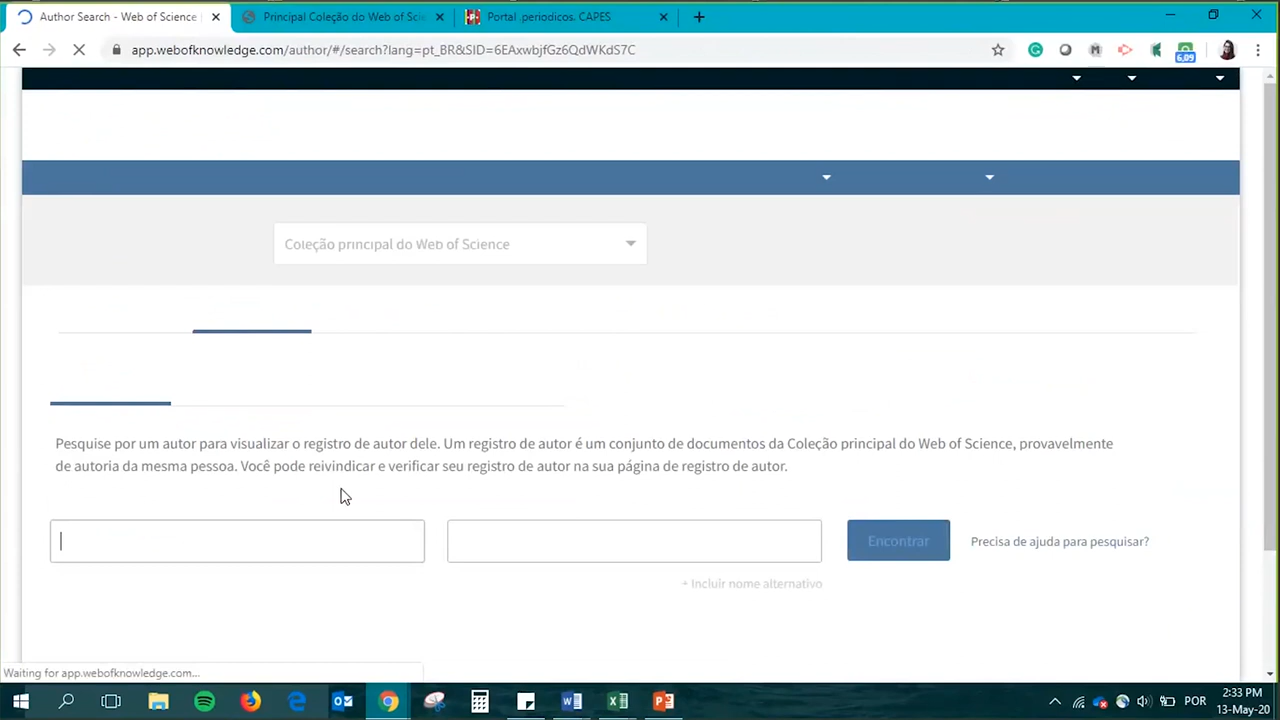 Author Search - Web of Science
Principal Coleção do Web of Scie
Portal .periodicos. CAPES
app.webofknowledge.com/author/#/search?lang=pt_BR&SID=6EAxwbjfGz6QdWKdS7C
6,09
Coleção principal do Web of Science
Pesquise por um autor para visualizar o registro de autor dele. Um registro de autor é um conjunto de documentos da Coleção principal do Web of Science, provavelmente
de autoria da mesma pessoa. Você pode reivindicar e verificar seu registro de autor na sua página de registro de autor.
Encontrar
Precisa de ajuda para pesquisar?
+ Incluir nome alternativo
Waiting for app.webofknowledge.com...
POR
2:33 PM
13-May-20